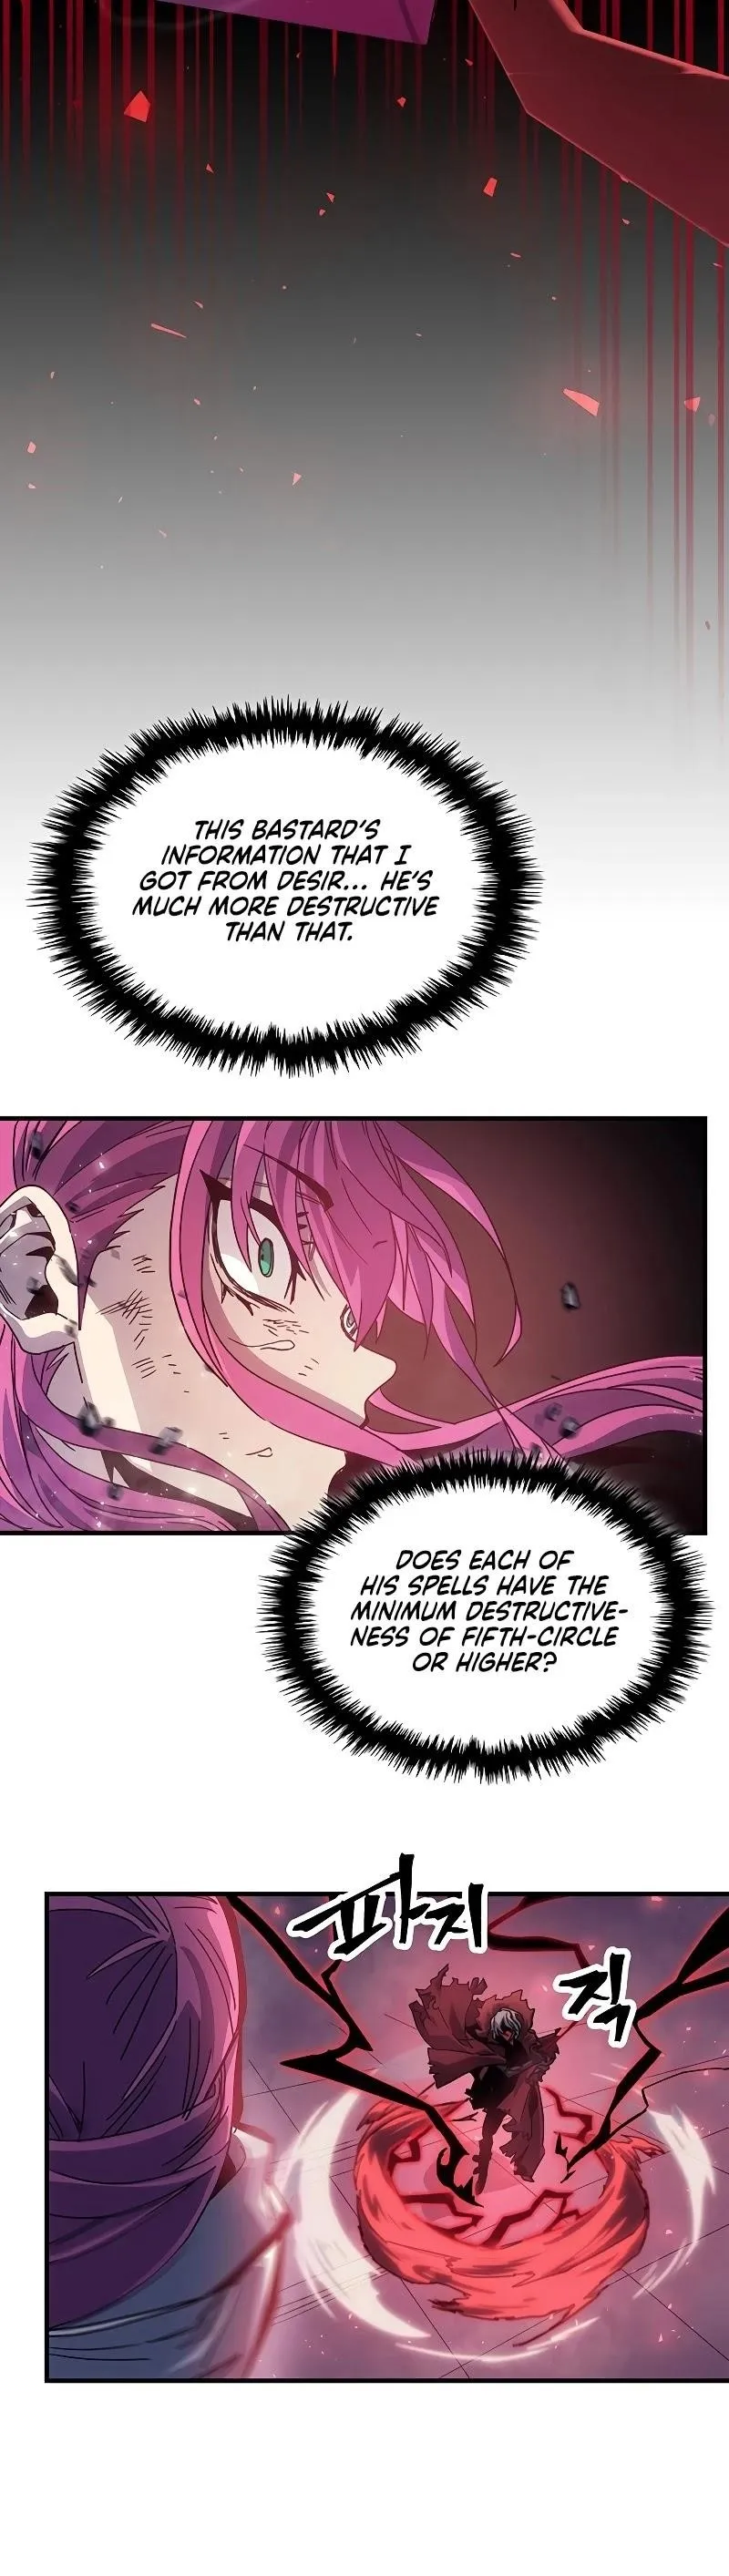 THIS BASTARD'S
INFORMATION THAT I
GOT FROM DESIR... HE'S
MUCH MORE DESTRUCTIVE
THAN THAT.
DOES EACH OF
HIS SPELLS HAVE THE
MINIMUM DESTRUCTIVE-
NESS OF FIFTH-CIRCLE
OR HIGHER?
파지
직